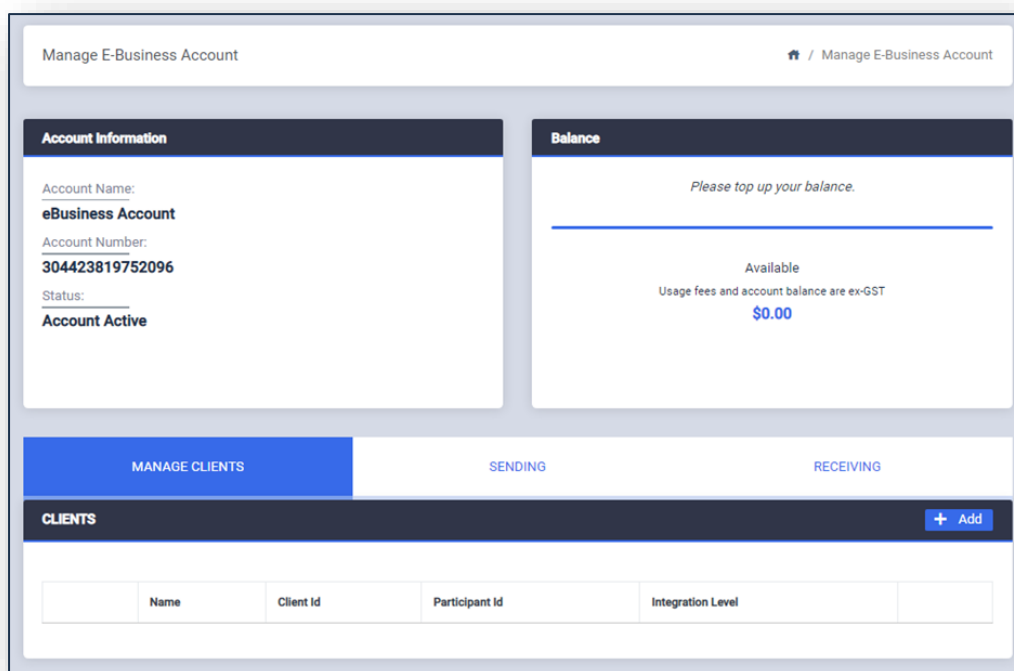 Manage E-Business Account
/ Manage E-Business Account
Account Information
Account Name:
eBusiness Account
Account Number:
304423819752096
Status:
Account Active
Balance
Please top up your balance.
Available
Usage fees and account balance are ex-GST
$0.00
MANAGE CLIENTS SENDING RECEIVING
CLIENTS
+ Add
Name Client Id Participant Id Integration Level